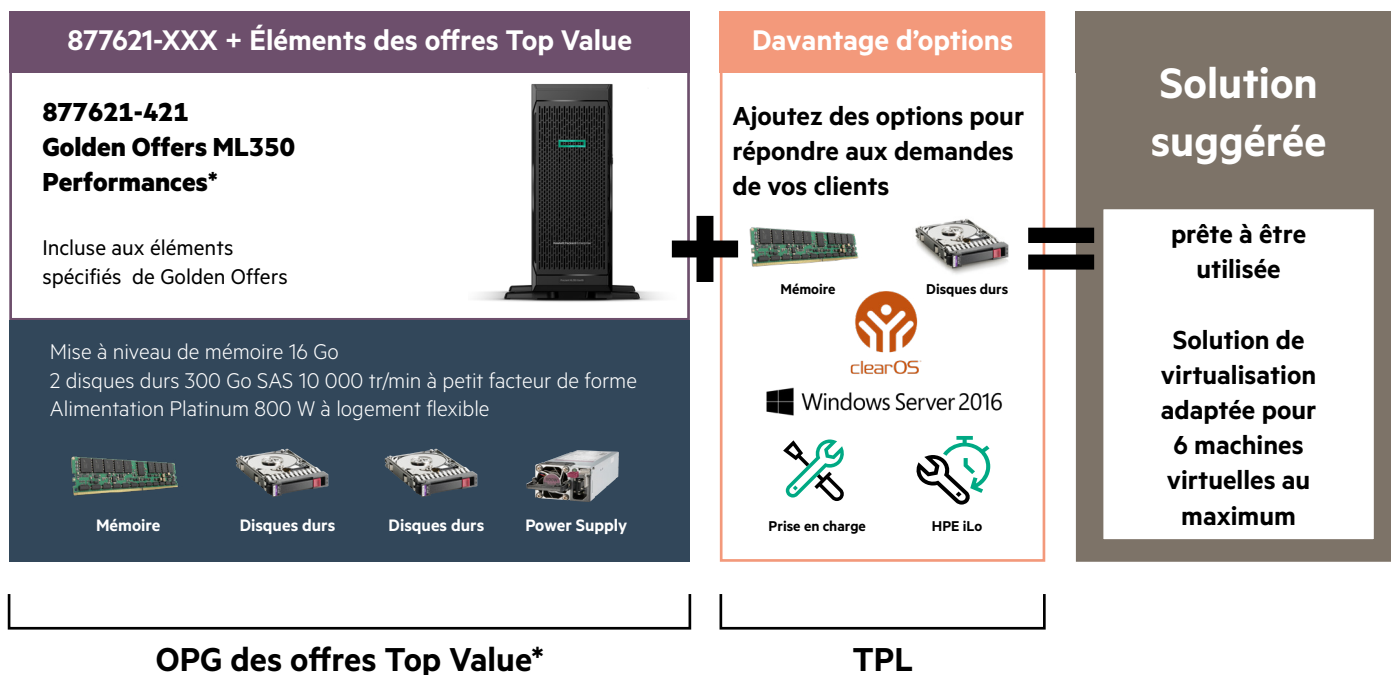 877621-XXX + Éléments des offres Top Value
877621-421
Golden Offers ML350
Performances*
Incluse aux éléments
spécifiés de Golden Offers
Mise à niveau de mémoire 16 Go
2 disques durs 300 Go SAS 10 000 tr/min à petit facteur de forme
Alimentation Platinum 800 W à logement flexible
Mémoire
Disques durs
Disques durs
Power Supply
OPG des offres Top Value*
+
Davantage d'options
Ajoutez des options pour
répondre aux demandes
de vos clients
Mémoire
Disques durs
clearOS
Windows Server 2016
Prise en charge
HPE iLo
TPL
=
Solution
suggérée
prête à être
utilisée
Solution de
virtualisation
adaptée pour
6 machines
virtuelles au
maximum